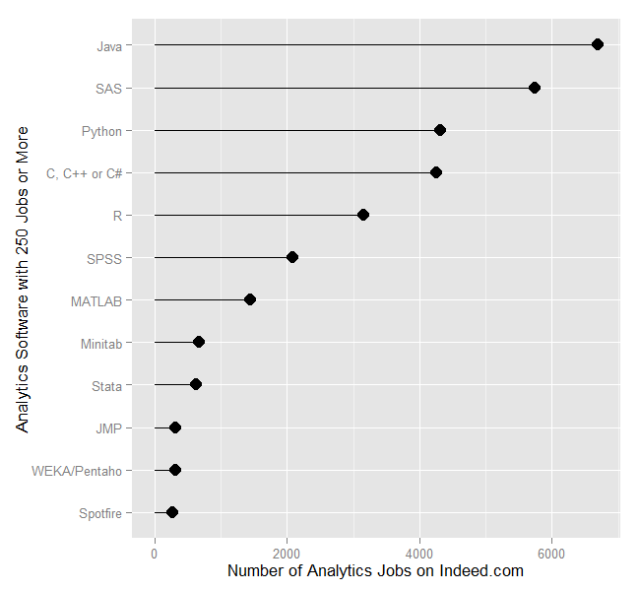 Analytics Software with 250 Jobs or More
Java
SAS
Python
C, C++ or C#
R
SPSS
MATLAB
Minitab
Stata
JMP
WEKA/Pentaho
Spotfire
0 2000 4000 6000
Number of Analytics Jobs on Indeed.com